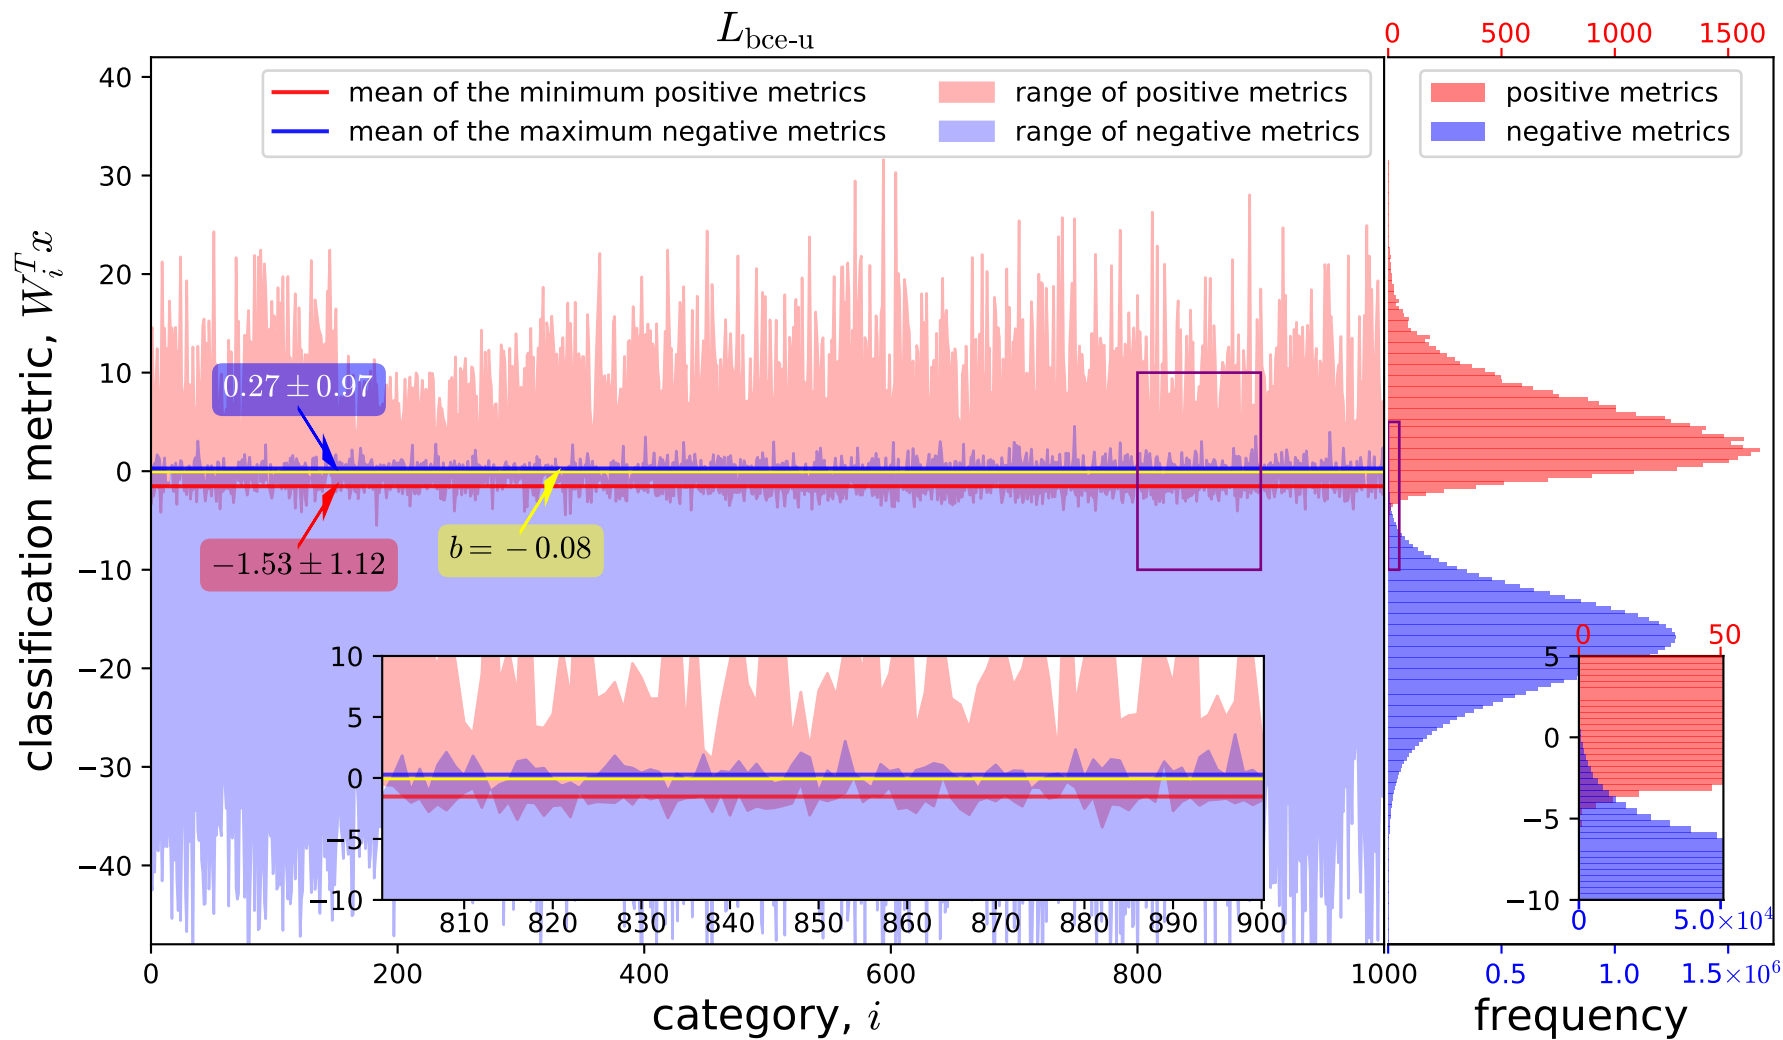 L_bce-u
0 500 1000 1500
mean of the minimum positive metrics
mean of the maximum negative metrics
range of positive metrics
range of negative metrics
positive metrics
negative metrics
classification metric, W_i^T x
40
30
20
10
0
−10
−20
−30
−40
0.27 ± 0.97
−1.53 ± 1.12
b = − 0.08
10
5
0
−5
−10
810 820 830 840 850 860 870 880 890 900
0 50
5
0
−5
−10
0 5.0×10⁴
0 200 400 600 800 1000
0.5 1.0 1.5×10⁶
category, i
frequency